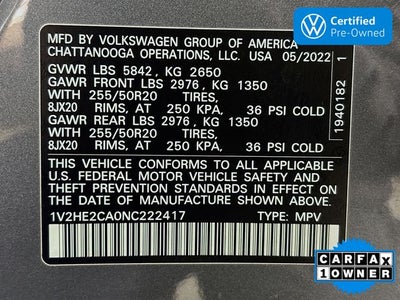 Certified
Pre-Owned
MFD BY VOLKSWAGEN GROUP OF AMERICA
CHATTANOOGA OPERATIONS, LLC. USA 05/2022
GVWR LBS 5842, KG 2650
GAWR FRONT LBS 2976, KG 1350
WITH 255/50R20 TIRES,
8JX20 RIMS, AT 250 KPA, 36 PSI COLD
GAWR REAR LBS 2976, KG 1350
WITH 255/50R20 TIRES,
8JX20 RIMS, AT 250 KPA, 36 PSI COLD
THIS VEHICLE CONFORMS TO ALL APPLICABLE
U.S. FEDERAL MOTOR VEHICLE SAFETY AND
THEFT PREVENTION STANDARDS IN EFFECT ON
THE DATE OF MANUFACTURE SHOWN ABOVE.
1V2HE2CA0NC222417 TYPE: MPV
1940182
CARFAX
1 OWNER